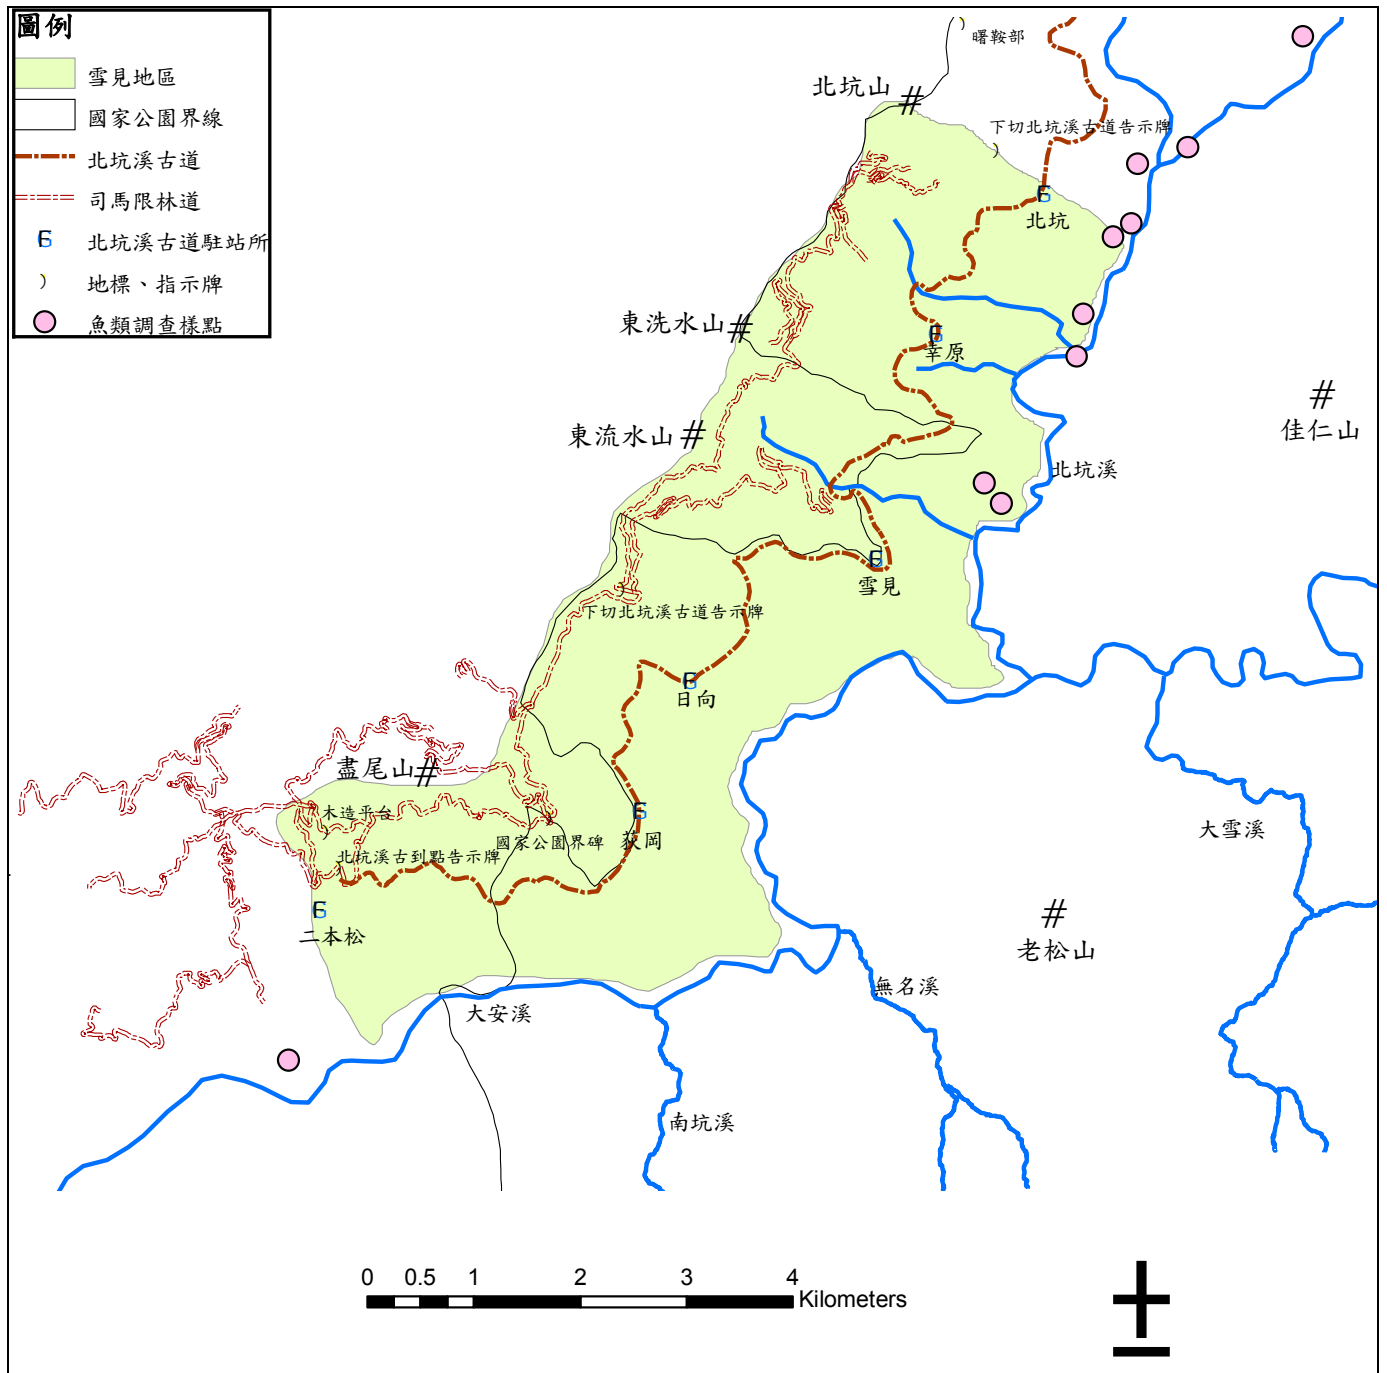 圖例
雪見地區
國家公園界線
北坑溪古道
司馬限林道
北坑溪古道駐站所
地標、指示牌
魚類調查樣點
曙鞍部
北坑山
下切北坑溪古道告示牌
北坑
東洗水山
幸原
佳仁山
東流水山
北坑溪
雪見
下切北坑溪古道告示牌
日向
盡尾山
木造平台
國家公園界碑
荻岡
大雪溪
北坑溪古到點告示牌
二本松
老松山
無名溪
大安溪
南坑溪
0 0.5 1 2 3 4
Kilometers